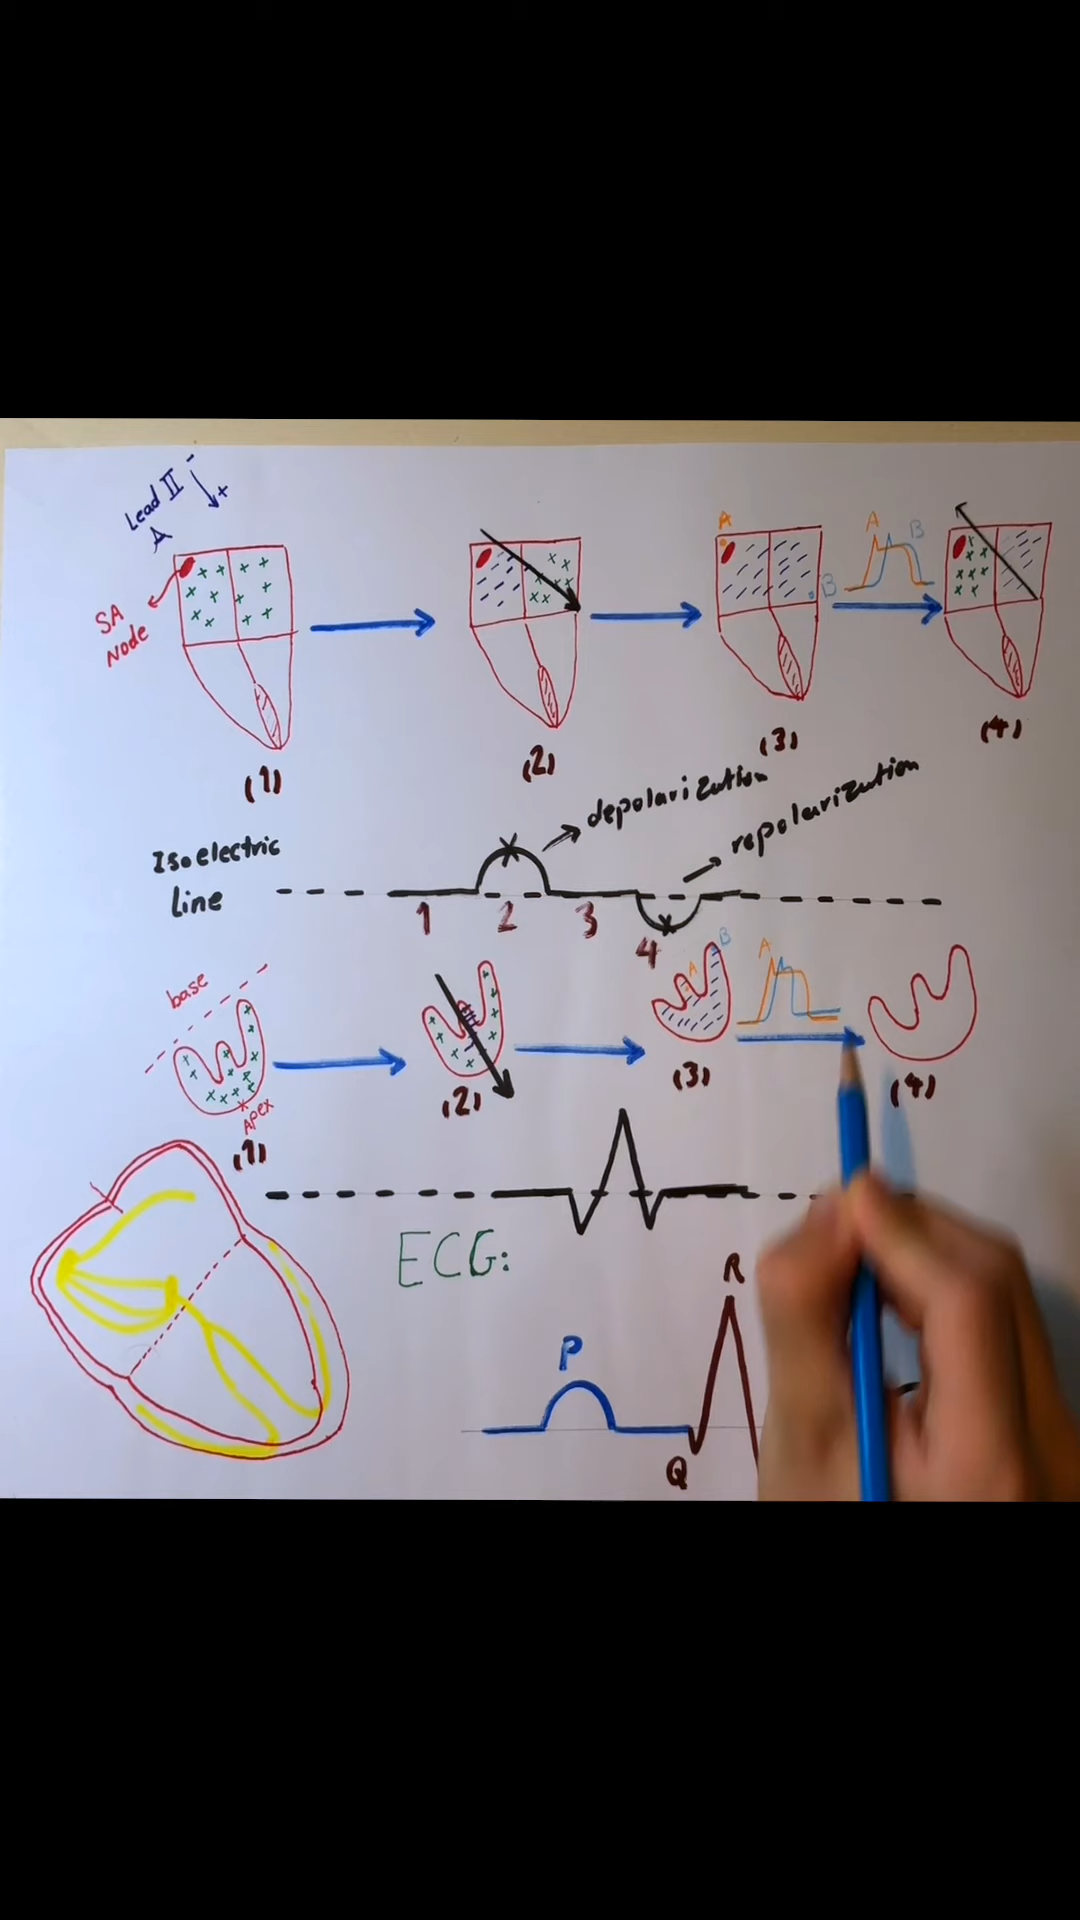 Lead II -
+
A
SA
Node
A
B
A
B
(1)
(2)
(3)
(4)
Isoelectric
Line
depolarization
repolarization
1
2
3
4
base
+
APEX
A
B
A
(1)
(2)
(3)
(4)
ECG:
P
Q
R